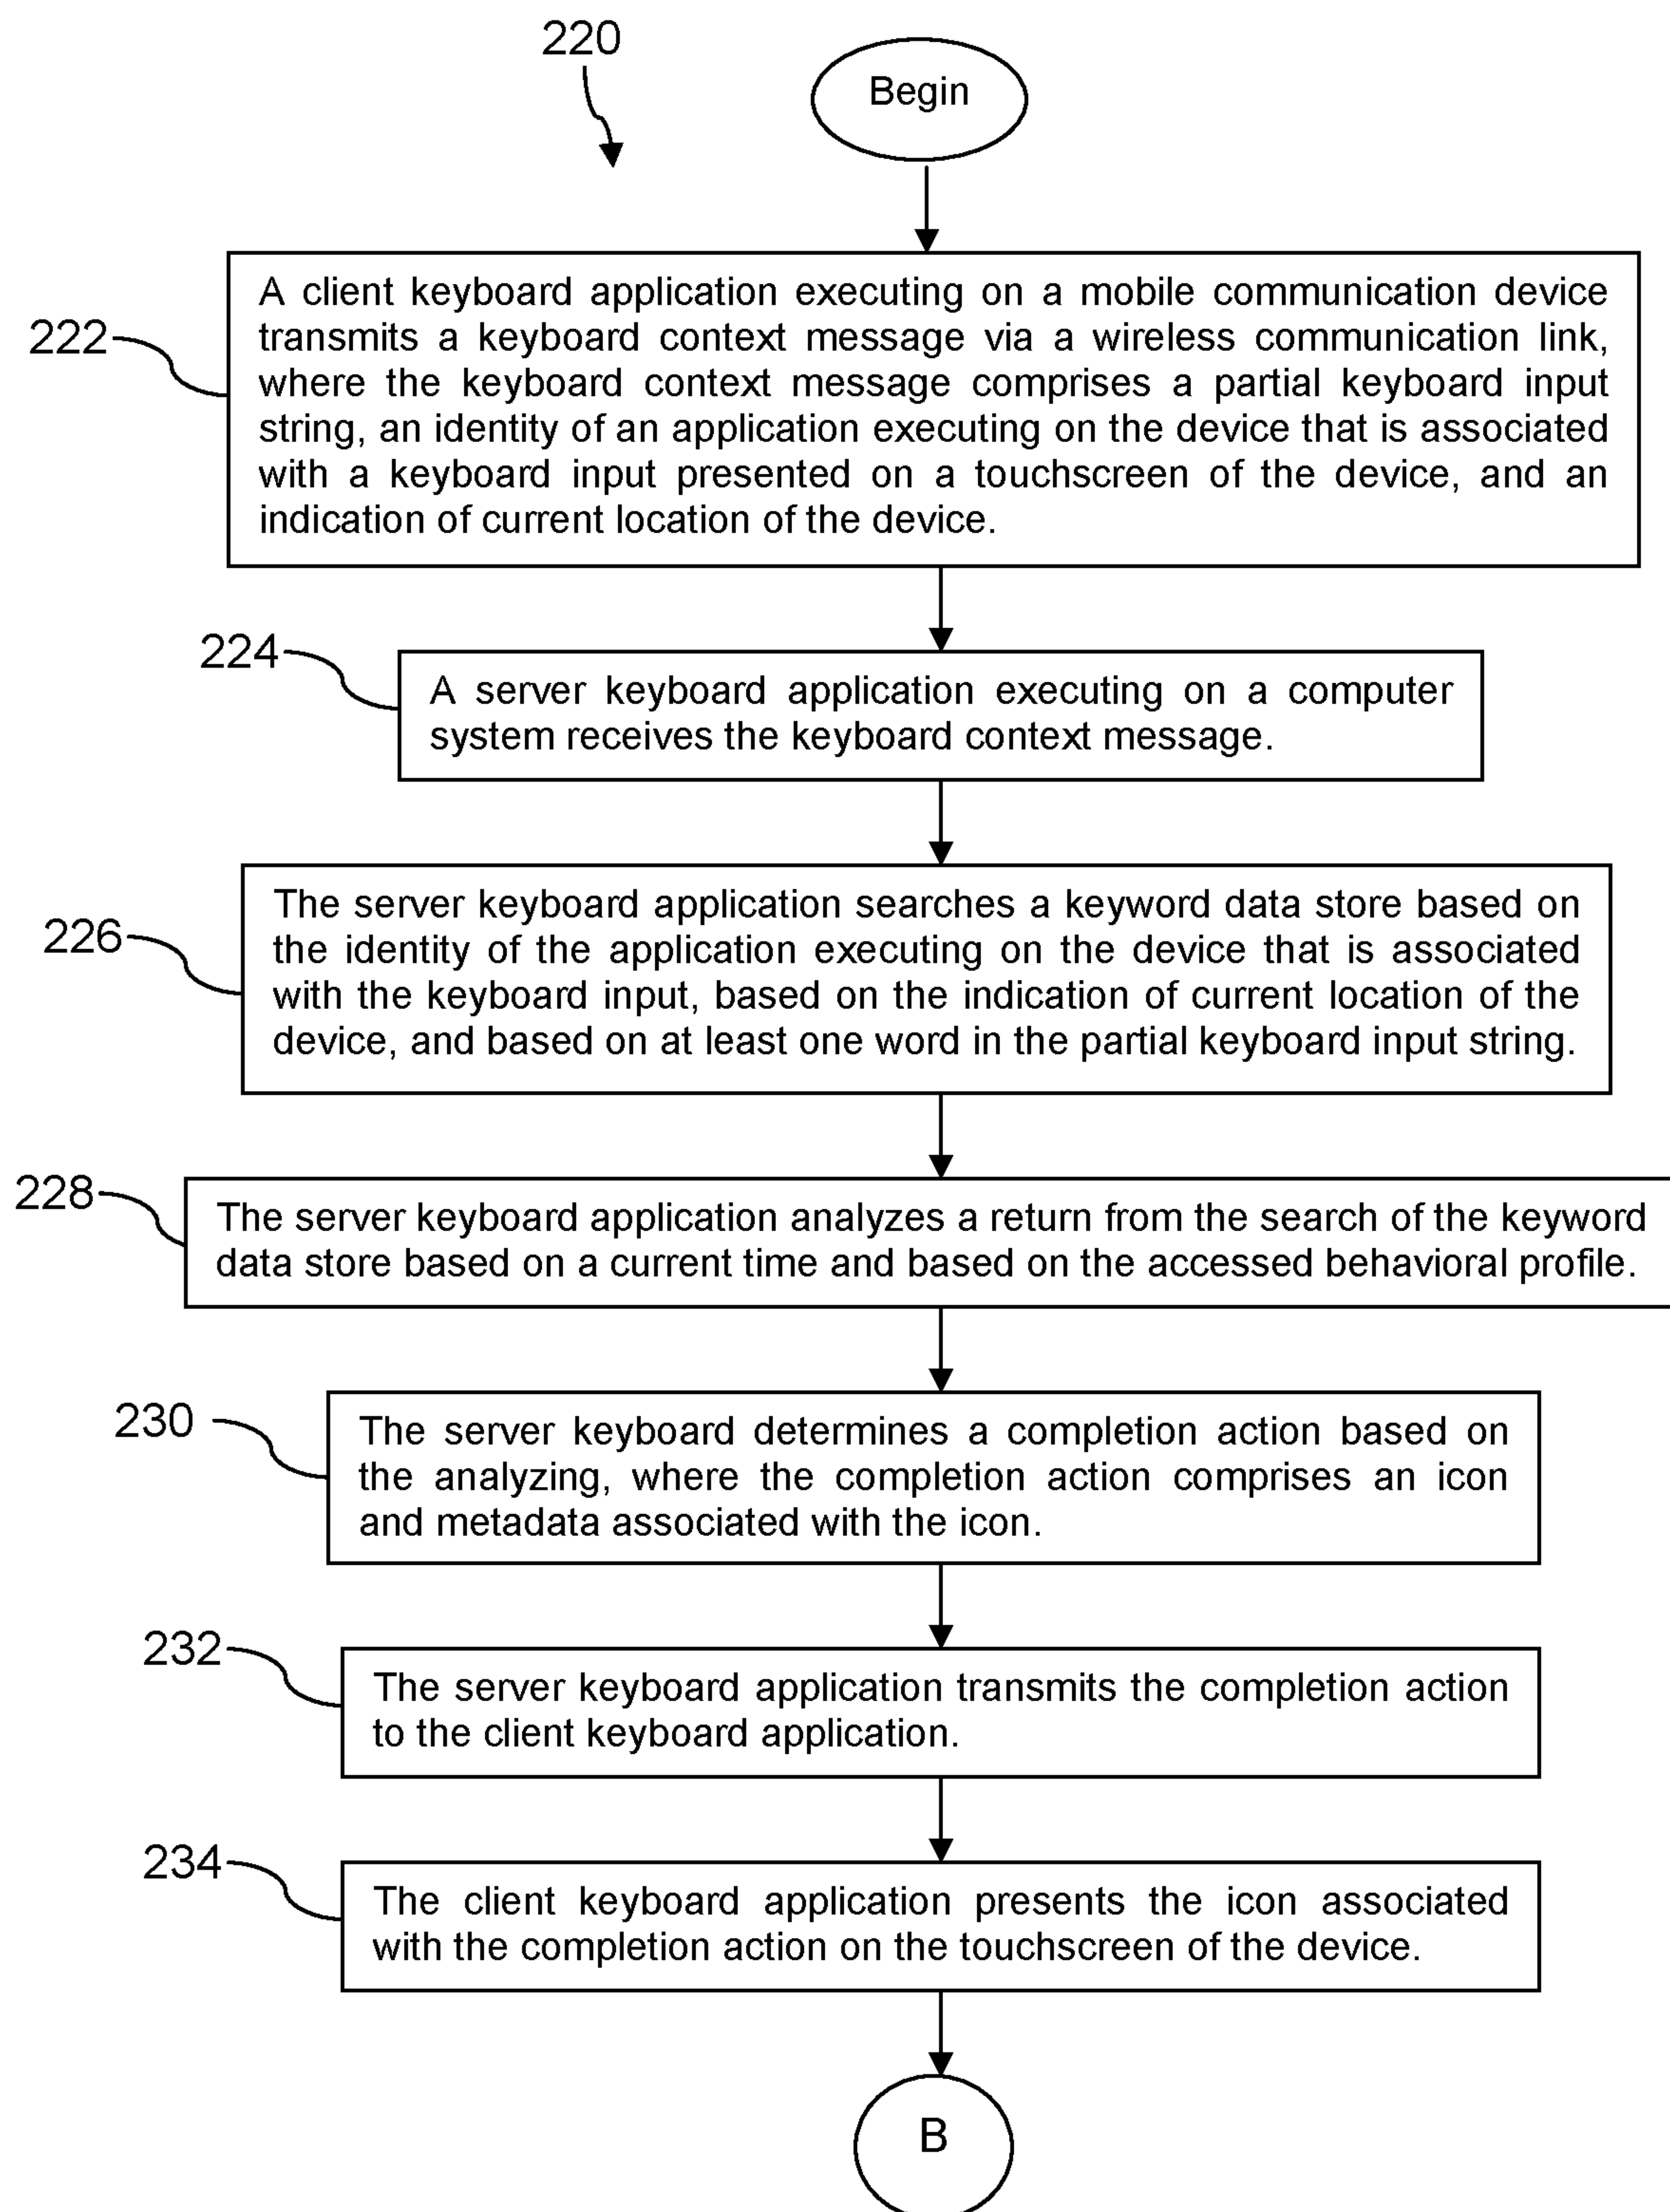 220
Begin
222
A client keyboard application executing on a mobile communication device
transmits a keyboard context message via a wireless communication link,
where the keyboard context message comprises a partial keyboard input
string, an identity of an application executing on the device that is associated
with a keyboard input presented on a touchscreen of the device, and an
indication of current location of the device.
224
A server keyboard application executing on a computer
system receives the keyboard context message.
226
The server keyboard application searches a keyword data store based on
the identity of the application executing on the device that is associated
with the keyboard input, based on the indication of current location of the
device, and based on at least one word in the partial keyboard input string.
228
The server keyboard application analyzes a return from the search of the keyword
data store based on a current time and based on the accessed behavioral profile.
230
The server keyboard determines a completion action based on
the analyzing, where the completion action comprises an icon
and metadata associated with the icon.
232
The server keyboard application transmits the completion action
to the client keyboard application.
234
The client keyboard application presents the icon associated
with the completion action on the touchscreen of the device.
B